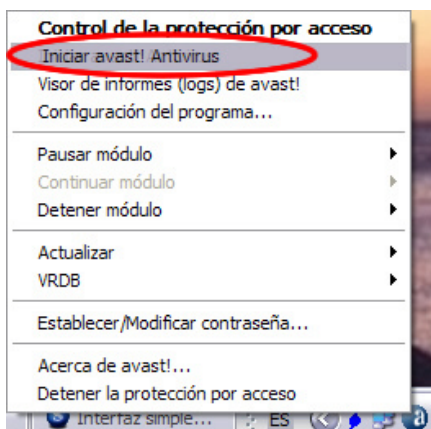 Control de la protección por acceso
Iniciar avast! Antivirus
Visor de informes (logs) de avast!
Configuración del programa...
Pausar módulo
Continuar módulo
Detener módulo
Actualizar
VRDB
Establecer/Modificar contraseña...
Acerca de avast!...
Detener la protección por acceso
Interfaz simple... ES